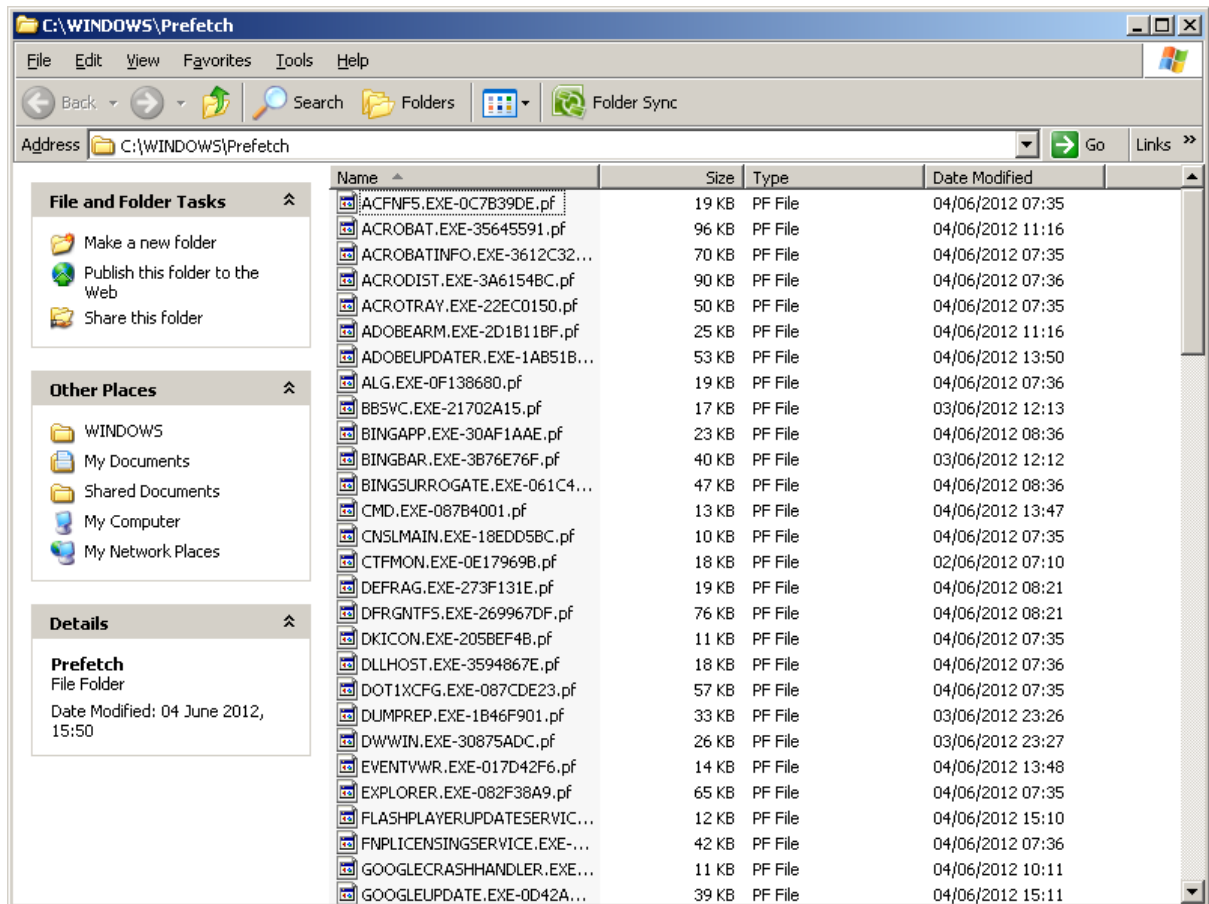 C:\WINDOWS\Prefetch
File Edit View Favorites Tools Help
Back Search Folders Folder Sync
Address C:\WINDOWS\Prefetch Go Links »
File and Folder Tasks
Make a new folder
Publish this folder to the
Web
Share this folder
Other Places
WINDOWS
My Documents
Shared Documents
My Computer
My Network Places
Details
Prefetch
File Folder
Date Modified: 04 June 2012,
15:50
Name Size Type Date Modified
ACFNF5.EXE-0C7B39DE.pf 19 KB PF File 04/06/2012 07:35
ACROBAT.EXE-35645591.pf 96 KB PF File 04/06/2012 11:16
ACROBATINFO.EXE-3612C32... 70 KB PF File 04/06/2012 07:35
ACRODIST.EXE-3A6154BC.pf 90 KB PF File 04/06/2012 07:36
ACROTRAY.EXE-22EC0150.pf 50 KB PF File 04/06/2012 07:35
ADOBEARM.EXE-2D1B11BF.pf 25 KB PF File 04/06/2012 11:16
ADOBEUPDATER.EXE-1AB51B... 53 KB PF File 04/06/2012 13:50
ALG.EXE-0F138680.pf 19 KB PF File 04/06/2012 07:36
BBSVC.EXE-21702A15.pf 17 KB PF File 03/06/2012 12:13
BINGAPP.EXE-30AF1AAE.pf 23 KB PF File 04/06/2012 08:36
BINGBAR.EXE-3B76E76F.pf 40 KB PF File 03/06/2012 12:12
BINGSURROGATE.EXE-061C4... 47 KB PF File 04/06/2012 08:36
CMD.EXE-087B4001.pf 13 KB PF File 04/06/2012 13:47
CNSLMAIN.EXE-18EDD5BC.pf 10 KB PF File 04/06/2012 07:35
CTFMON.EXE-0E17969B.pf 18 KB PF File 02/06/2012 07:10
DEFRAG.EXE-273F131E.pf 19 KB PF File 04/06/2012 08:21
DFRGNTFS.EXE-269967DF.pf 76 KB PF File 04/06/2012 08:21
DKICON.EXE-205BEF4B.pf 11 KB PF File 04/06/2012 07:35
DLLHOST.EXE-3594867E.pf 18 KB PF File 04/06/2012 07:36
DOT1XCFG.EXE-087CDE23.pf 57 KB PF File 04/06/2012 07:35
DUMPREP.EXE-1B46F901.pf 33 KB PF File 03/06/2012 23:26
DWWIN.EXE-30875ADC.pf 26 KB PF File 03/06/2012 23:27
EVENTVWR.EXE-017D42F6.pf 14 KB PF File 04/06/2012 13:48
EXPLORER.EXE-082F38A9.pf 65 KB PF File 04/06/2012 07:35
FLASHPLAYERUPDATESERVIC... 12 KB PF File 04/06/2012 15:10
FNPLICENSINGSERVICE.EXE-... 42 KB PF File 04/06/2012 07:36
GOOGLECRASHHANDLER.EXE... 11 KB PF File 04/06/2012 10:11
GOOGLEUPDATE.EXE-0D42A... 39 KB PF File 04/06/2012 15:11